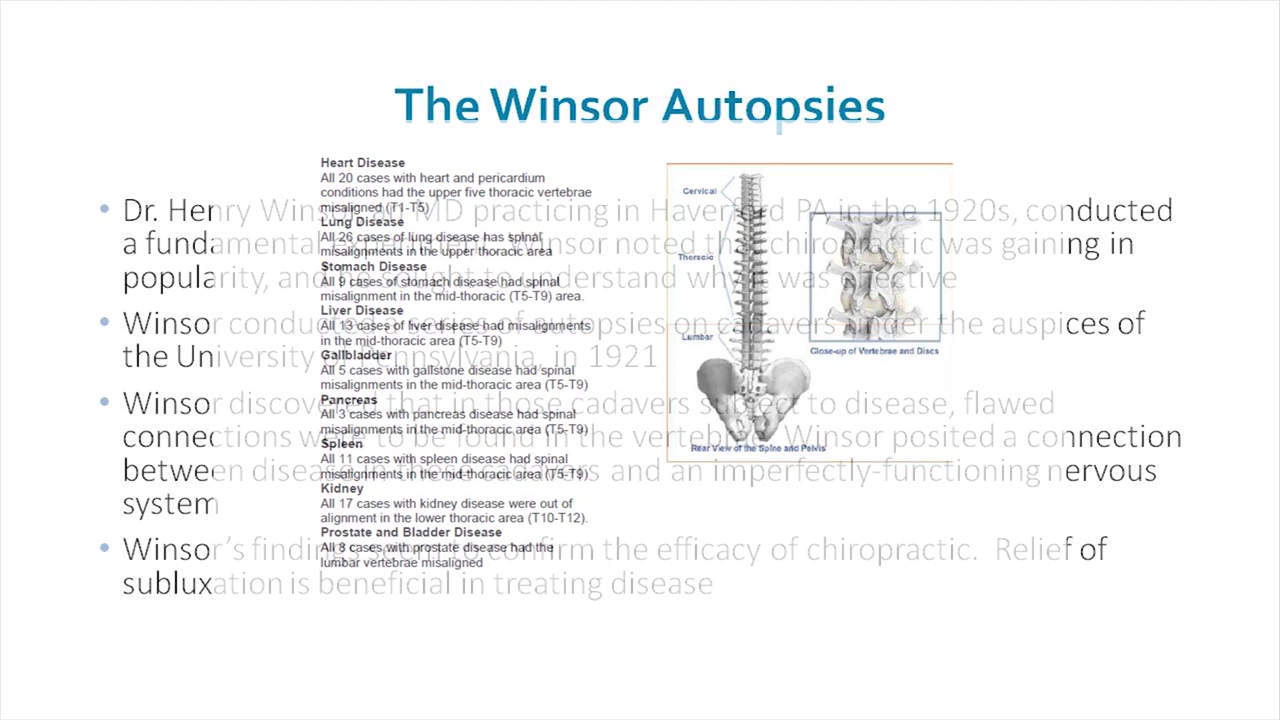 The Winsor Autopsies
• Dr. Henry Winsor MD practicing in Haverford PA in the 1920s, conducted
a fundamental Winsor noted that chiropractic was gaining in
popularity, and he sought to understand why it was effective
• Winsor conducted a series of autopsies on cadavers under the auspices of
the University of Pennsylvania, in 1921
• Winsor discovered that in those cadavers subject to disease, flawed
connections were to be found in the vertebrae. Winsor posited a connection
between disease in these cadavers and an imperfectly-functioning nervous
system
• Winsor's findings seem to confirm the efficacy of chiropractic. Relief of
subluxation is beneficial in treating disease
Heart Disease
All 20 cases with heart and pericardium
conditions had the upper five thoracic vertebrae
misaligned (T1-T5)
Lung Disease
All 26 cases of lung disease has spinal
misalignments in the upper thoracic area
Stomach Disease
All 9 cases of stomach disease had spinal
misalignment in the mid-thoracic (T5-T9) area.
Liver Disease
All 13 cases of liver disease had misalignments
in the mid-thoracic area (T5-T9)
Gallbladder
All 5 cases with gallstone disease had spinal
misalignments in the mid-thoracic area (T5-T9)
Pancreas
All 3 cases with pancreas disease had spinal
misalignments in the mid-thoracic area (T5-T9)
Spleen
All 11 cases with spleen disease had spinal
misalignments in the mid-thoracic area (T5-T9)
Kidney
All 17 cases with kidney disease were out of
alignment in the lower thoracic area (T10-T12).
Prostate and Bladder Disease
All 8 cases with prostate disease had the
lumbar vertebrae misaligned
Cervical
Thoracic
Lumbar
Close-up of Vertebrae and Discs
Rear View of the Spine and Pelvis